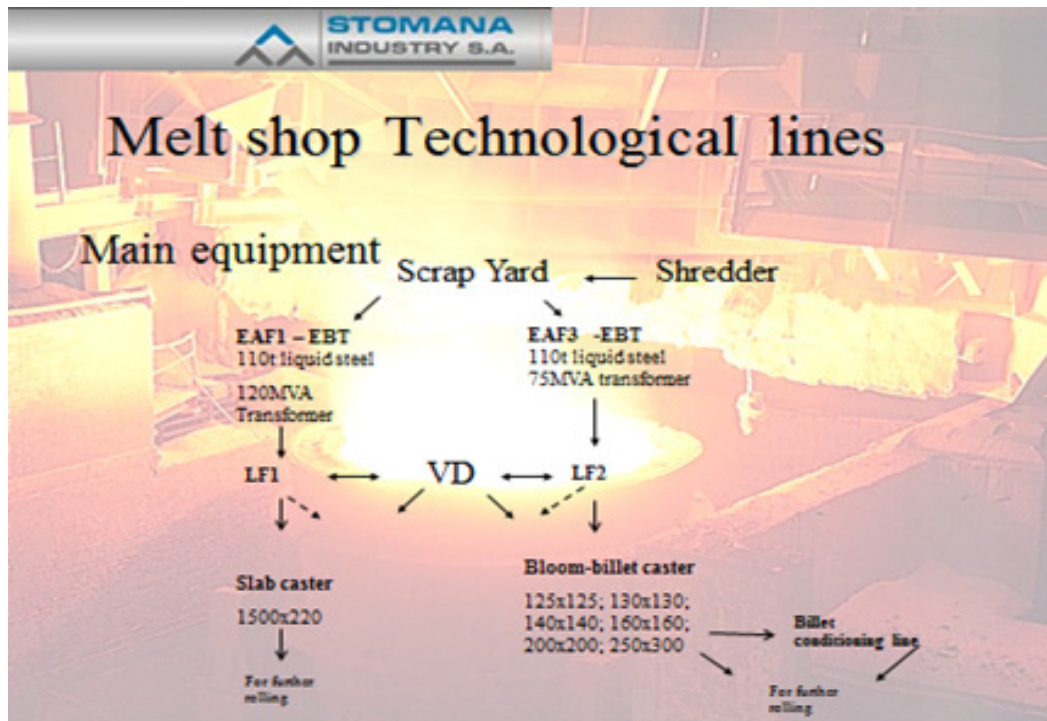 STOMANA
INDUSTRY S.A.
Melt shop Technological lines
Main equipment
Scrap Yard
Shredder
EAF1 – EBT
110t liquid steel
120MVA
Transformer
EAF3 -EBT
110t liquid steel
75MVA transformer
LF1
VD
LF2
Slab caster
1500x220
For further
rolling
Bloom-billet caster
125x125; 130x130;
140x140; 160x160;
200x200; 250x300
Billet
conditioning line
For further
rolling